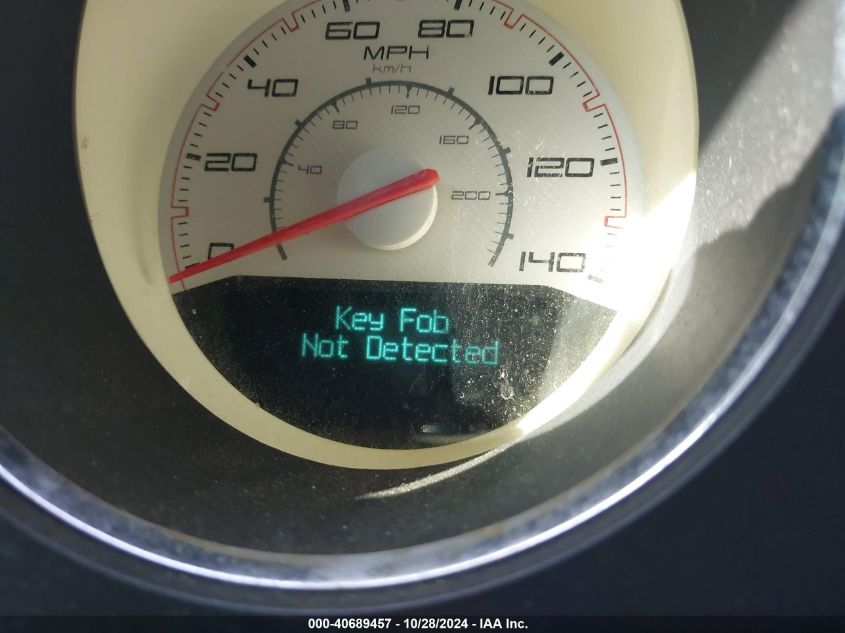 60 80
MPH
km/h
40 100
80 120 160
20 40 200 120
0 140
Key Fob
Not Detected
000-40689457 - 10/28/2024 - IAA Inc.